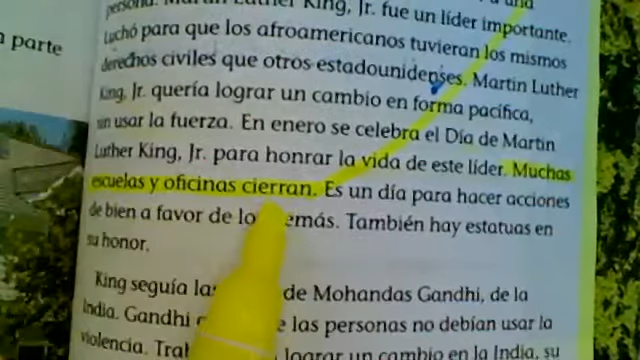 persona. Martin Luther King, Jr. fue un líder importante.
Luchó para que los afroamericanos tuvieran los mismos
derechos civiles que otros estadounidenses. Martin Luther
King, Jr. quería lograr un cambio en forma pacífica,
sin usar la fuerza. En enero se celebra el Día de Martin
Luther King, Jr. para honrar la vida de este líder. Muchas
escuelas y oficinas cierran. Es un día para hacer acciones
de bien a favor de emás. También hay estatuas en
su honor.
King seguía de Mohandas Gandhi, de la
India. Gandhi las personas no debían usar la
violencia. lograr un cambio en la India, su
parte